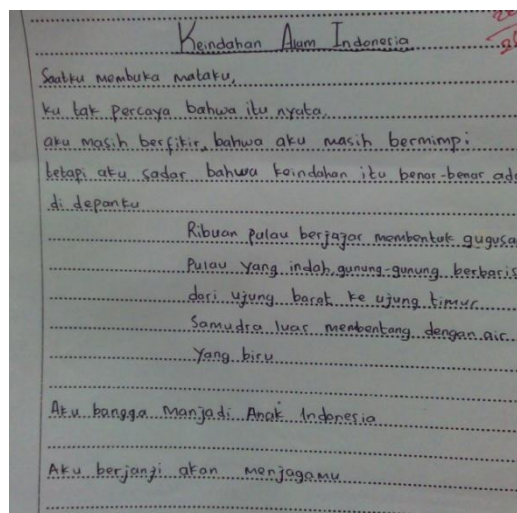 Keindahan Alam Indonesia
Saatku membuka mataku,
ku tak percaya bahwa itu nyata.
aku masih berfikir, bahwa aku masih bermimpi
tetapi aku sadar bahwa keindahan itu benar-benar ada
di depanku
Ribuan pulau berjajar membentuk gugusa
Pulau yang indah, gunung-gunung berbaris
dari ujung barat ke ujung timur
Samudra luas membentang dengan air
Yang biru
Aku bangga Manjadi Anak Indonesia
Aku berjanji akan menjagamu